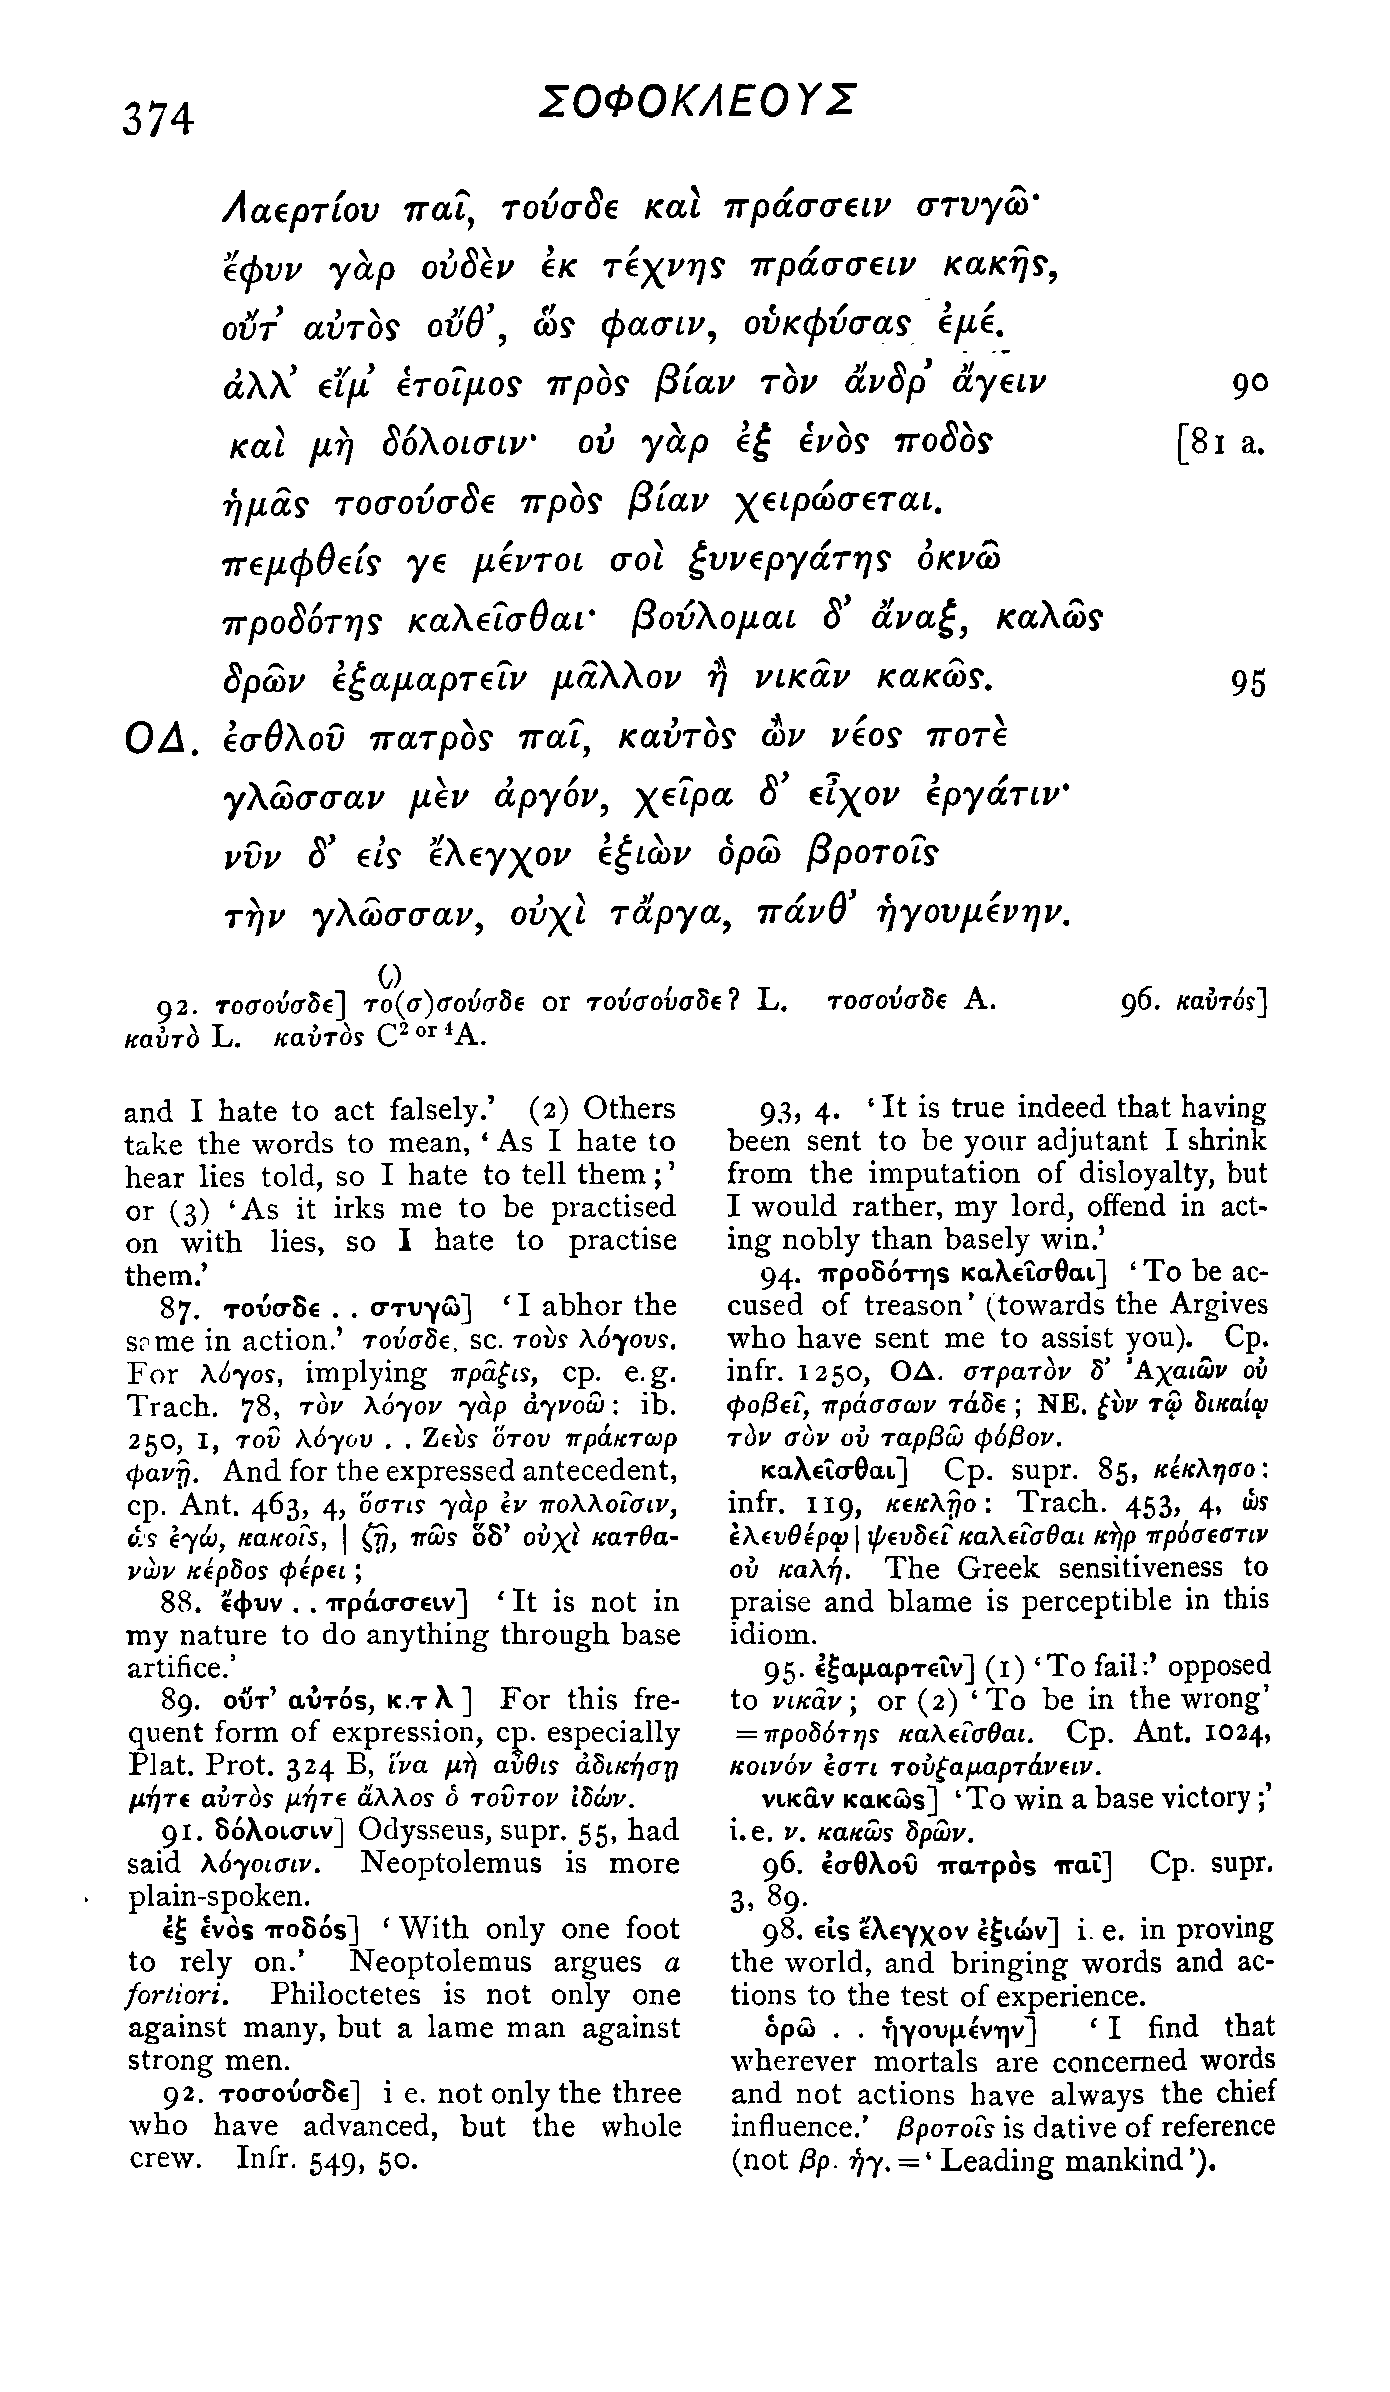 374
ΣΟΦΟΚΛΕΟΥΣ
Λαερτίου παῖ, τούσδε καὶ πράσσειν στυγῶ·
ἔφυν γὰρ οὐδὲν ἐκ τέχνης πράσσειν κακῆς,
οὔτ’ αὐτὸς οὔθ’, ὥς φασιν, οὑκφύσας ἐμέ.
ἀλλ’ εἴμ’ ἑτοῖμος πρὸς βίαν τὸν ἄνδρ’ ἄγειν 90
καὶ μὴ δόλοισιν· οὐ γὰρ ἐξ ἑνὸς ποδὸς [81 a.
ἡμᾶς τοσούσδε πρὸς βίαν χειρώσεται.
πεμφθείς γε μέντοι σοὶ ξυνεργάτης ὀκνῶ
προδότης καλεῖσθαι· βούλομαι δ’ ἄναξ, καλῶς
δρῶν ἐξαμαρτεῖν μᾶλλον ἢ νικᾶν κακῶς. 95
ΟΔ. ἐσθλοῦ πατρὸς παῖ, καὐτὸς ὢν νέος ποτὲ
γλῶσσαν μὲν ἀργόν, χεῖρα δ’ εἶχον ἐργάτιν·
νῦν δ’ εἰς ἔλεγχον ἐξιὼν ὁρῶ βροτοῖς
τὴν γλῶσσαν, οὐχὶ τἄργα, πάνθ’ ἡγουμένην.
92. τοσούσδε] το(σ)σούσδε or τούσούσδε? L. τοσούσδε A. 96. καὐτός]
καὐτὸ L. καὐτὸς C² or ⁴A.
and I hate to act falsely.’ (2) Others
take the words to mean, ‘As I hate to
hear lies told, so I hate to tell them;’
or (3) ‘As it irks me to be practised
on with lies, so I hate to practise
them.’
87. τούσδε . . στυγῶ] ‘I abhor the
same in action.’ τούσδε, sc. τοὺς λόγους.
For λόγος, implying πρᾶξις, cp. e.g.
Trach. 78, τὸν λόγον γὰρ ἀγνοῶ: ib.
250, 1, τοῦ λόγου . . Ζεὺς ὅτου πράκτωρ
φανῇ. And for the expressed antecedent,
cp. Ant. 463, 4, ὅστις γὰρ ἐν πολλοῖσιν,
ὡς ἐγώ, κακοῖς, | ζῇ, πῶς ὅδ’ οὐχὶ κατθα-
νὼν κέρδος φέρει ;
88. ἔφυν . . πράσσειν] ‘It is not in
my nature to do anything through base
artifice.’
89. οὔτ’ αὐτός, κ.τ λ ] For this fre-
quent form of expression, cp. especially
Plat. Prot. 324 B, ἵνα μὴ αὖθις ἀδικήσῃ
μήτε αὐτὸς μήτε ἄλλος ὁ τοῦτον ἰδών.
91. δόλοισιν] Odysseus, supr. 55, had
said λόγοισιν. Neoptolemus is more
plain-spoken.
ἐξ ἑνὸς ποδός] ‘With only one foot
to rely on.’ Neoptolemus argues a
fortiori. Philoctetes is not only one
against many, but a lame man against
strong men.
92. τοσούσδε] i e. not only the three
who have advanced, but the whole
crew. Infr. 549, 50.
93, 4. ‘It is true indeed that having
been sent to be your adjutant I shrink
from the imputation of disloyalty, but
I would rather, my lord, offend in act-
ing nobly than basely win.’
94. προδότης καλεῖσθαι] ‘To be ac-
cused of treason’ (towards the Argives
who have sent me to assist you). Cp.
infr. 1250, ΟΔ. στρατὸν δ’ Ἀχαιῶν οὐ
φοβεῖ, πράσσων τάδε ; ΝΕ. ξὺν τῷ δικαίῳ
τὸν σὸν οὐ ταρβῶ φόβον.
καλεῖσθαι] Cp. supr. 85, κέκλησο:
infr. 119, κεκλῇο: Trach. 453, 4, ὡς
ἐλευθέρῳ | ψευδεῖ καλεῖσθαι κὴρ πρόσεστιν
οὐ καλή. The Greek sensitiveness to
praise and blame is perceptible in this
idiom.
95. ἐξαμαρτεῖν] (1) ‘To fail:’ opposed
to νικᾶν; or (2) ‘To be in the wrong’
=προδότης καλεῖσθαι. Cp. Ant. 1024,
κοινόν ἐστι τοὐξαμαρτάνειν.
νικᾶν κακῶς] ‘To win a base victory;’
i. e. ν. κακῶς δρῶν.
96. ἐσθλοῦ πατρὸς παῖ] Cp. supr.
3, 89.
98. εἰς ἔλεγχον ἐξιών] i. e. in proving
the world, and bringing words and ac-
tions to the test of experience.
ὁρῶ . . ἡγουμένην] ‘I find that
wherever mortals are concerned words
and not actions have always the chief
influence.’ βροτοῖς is dative of reference
(not βρ. ἡγ.=‘Leading mankind’).